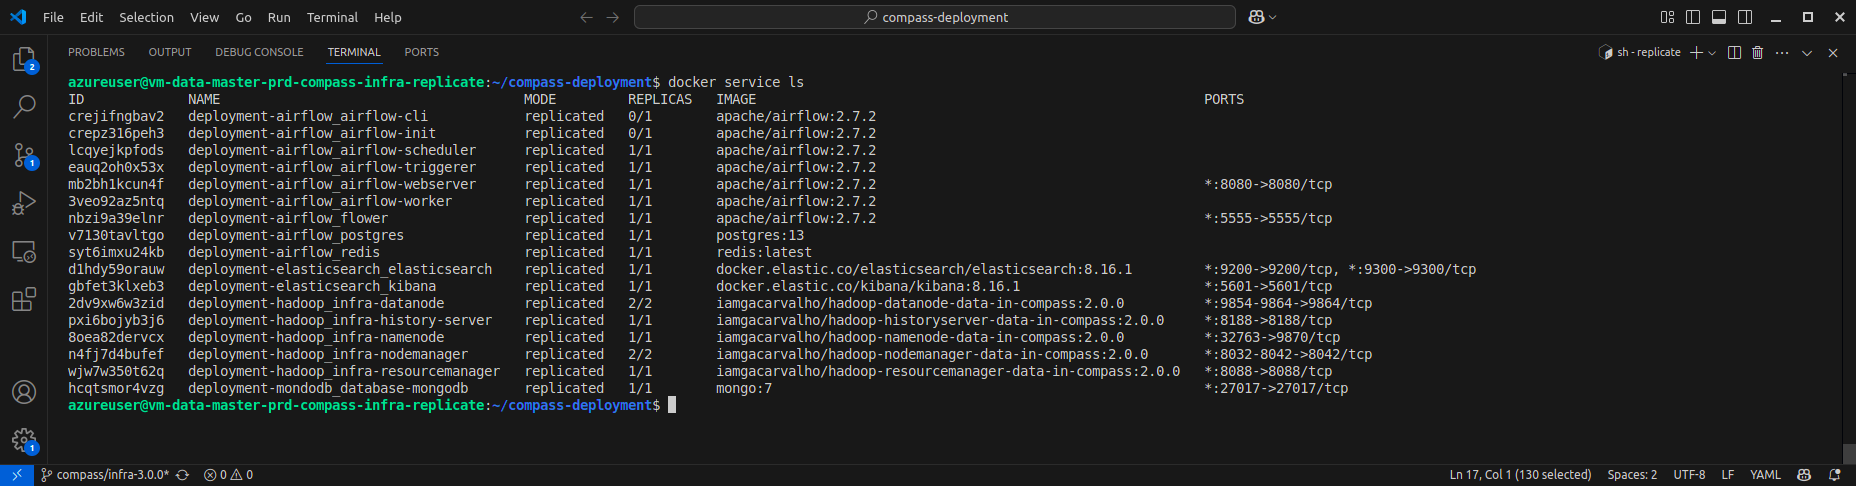 File Edit Selection View Go Run Terminal Help compass-deployment
PROBLEMS OUTPUT DEBUG CONSOLE TERMINAL PORTS sh - replicate
2
azureuser@vm-data-master-prd-compass-infra-replicate:~/compass-deployment$ docker service ls
ID NAME MODE REPLICAS IMAGE PORTS
crejifngbav2 deployment-airflow_airflow-cli replicated 0/1 apache/airflow:2.7.2
crepz316peh3 deployment-airflow_airflow-init replicated 0/1 apache/airflow:2.7.2
lcqyejkpfods deployment-airflow_airflow-scheduler replicated 1/1 apache/airflow:2.7.2
1
eauq2oh0x53x deployment-airflow_airflow-triggerer replicated 1/1 apache/airflow:2.7.2
mb2bh1kcun4f deployment-airflow_airflow-webserver replicated 1/1 apache/airflow:2.7.2 *:8080->8080/tcp
3veo92az5ntq deployment-airflow_airflow-worker replicated 1/1 apache/airflow:2.7.2
nbzi9a39elnr deployment-airflow_flower replicated 1/1 apache/airflow:2.7.2 *:5555->5555/tcp
v7130tavltgo deployment-airflow_postgres replicated 1/1 postgres:13
syt6imxu24kb deployment-airflow_redis replicated 1/1 redis:latest
d1hdy59orauw deployment-elasticsearch_elasticsearch replicated 1/1 docker.elastic.co/elasticsearch/elasticsearch:8.16.1 *:9200->9200/tcp, *:9300->9300/tcp
gbfet3klxeb3 deployment-elasticsearch_kibana replicated 1/1 docker.elastic.co/kibana/kibana:8.16.1 *:5601->5601/tcp
2dv9xw6w3zid deployment-hadoop_infra-datanode replicated 2/2 iamgacarvalho/hadoop-datanode-data-in-compass:2.0.0 *:9854-9864->9864/tcp
pxi6bojyb3j6 deployment-hadoop_infra-history-server replicated 1/1 iamgacarvalho/hadoop-historyserver-data-in-compass:2.0.0 *:8188->8188/tcp
8oea82dervcx deployment-hadoop_infra-namenode replicated 1/1 iamgacarvalho/hadoop-namenode-data-in-compass:2.0.0 *:32763->9870/tcp
n4fj7d4bufef deployment-hadoop_infra-nodemanager replicated 2/2 iamgacarvalho/hadoop-nodemanager-data-in-compass:2.0.0 *:8032-8042->8042/tcp
wjw7w350t62q deployment-hadoop_infra-resourcemanager replicated 1/1 iamgacarvalho/hadoop-resourcemanager-data-in-compass:2.0.0 *:8088->8088/tcp
hcqtsmor4vzg deployment-mondodb_database-mongodb replicated 1/1 mongo:7 *:27017->27017/tcp
azureuser@vm-data-master-prd-compass-infra-replicate:~/compass-deployment$
1
compass/infra-3.0.0* 0 0 Ln 17, Col 1 (130 selected) Spaces: 2 UTF-8 LF YAML